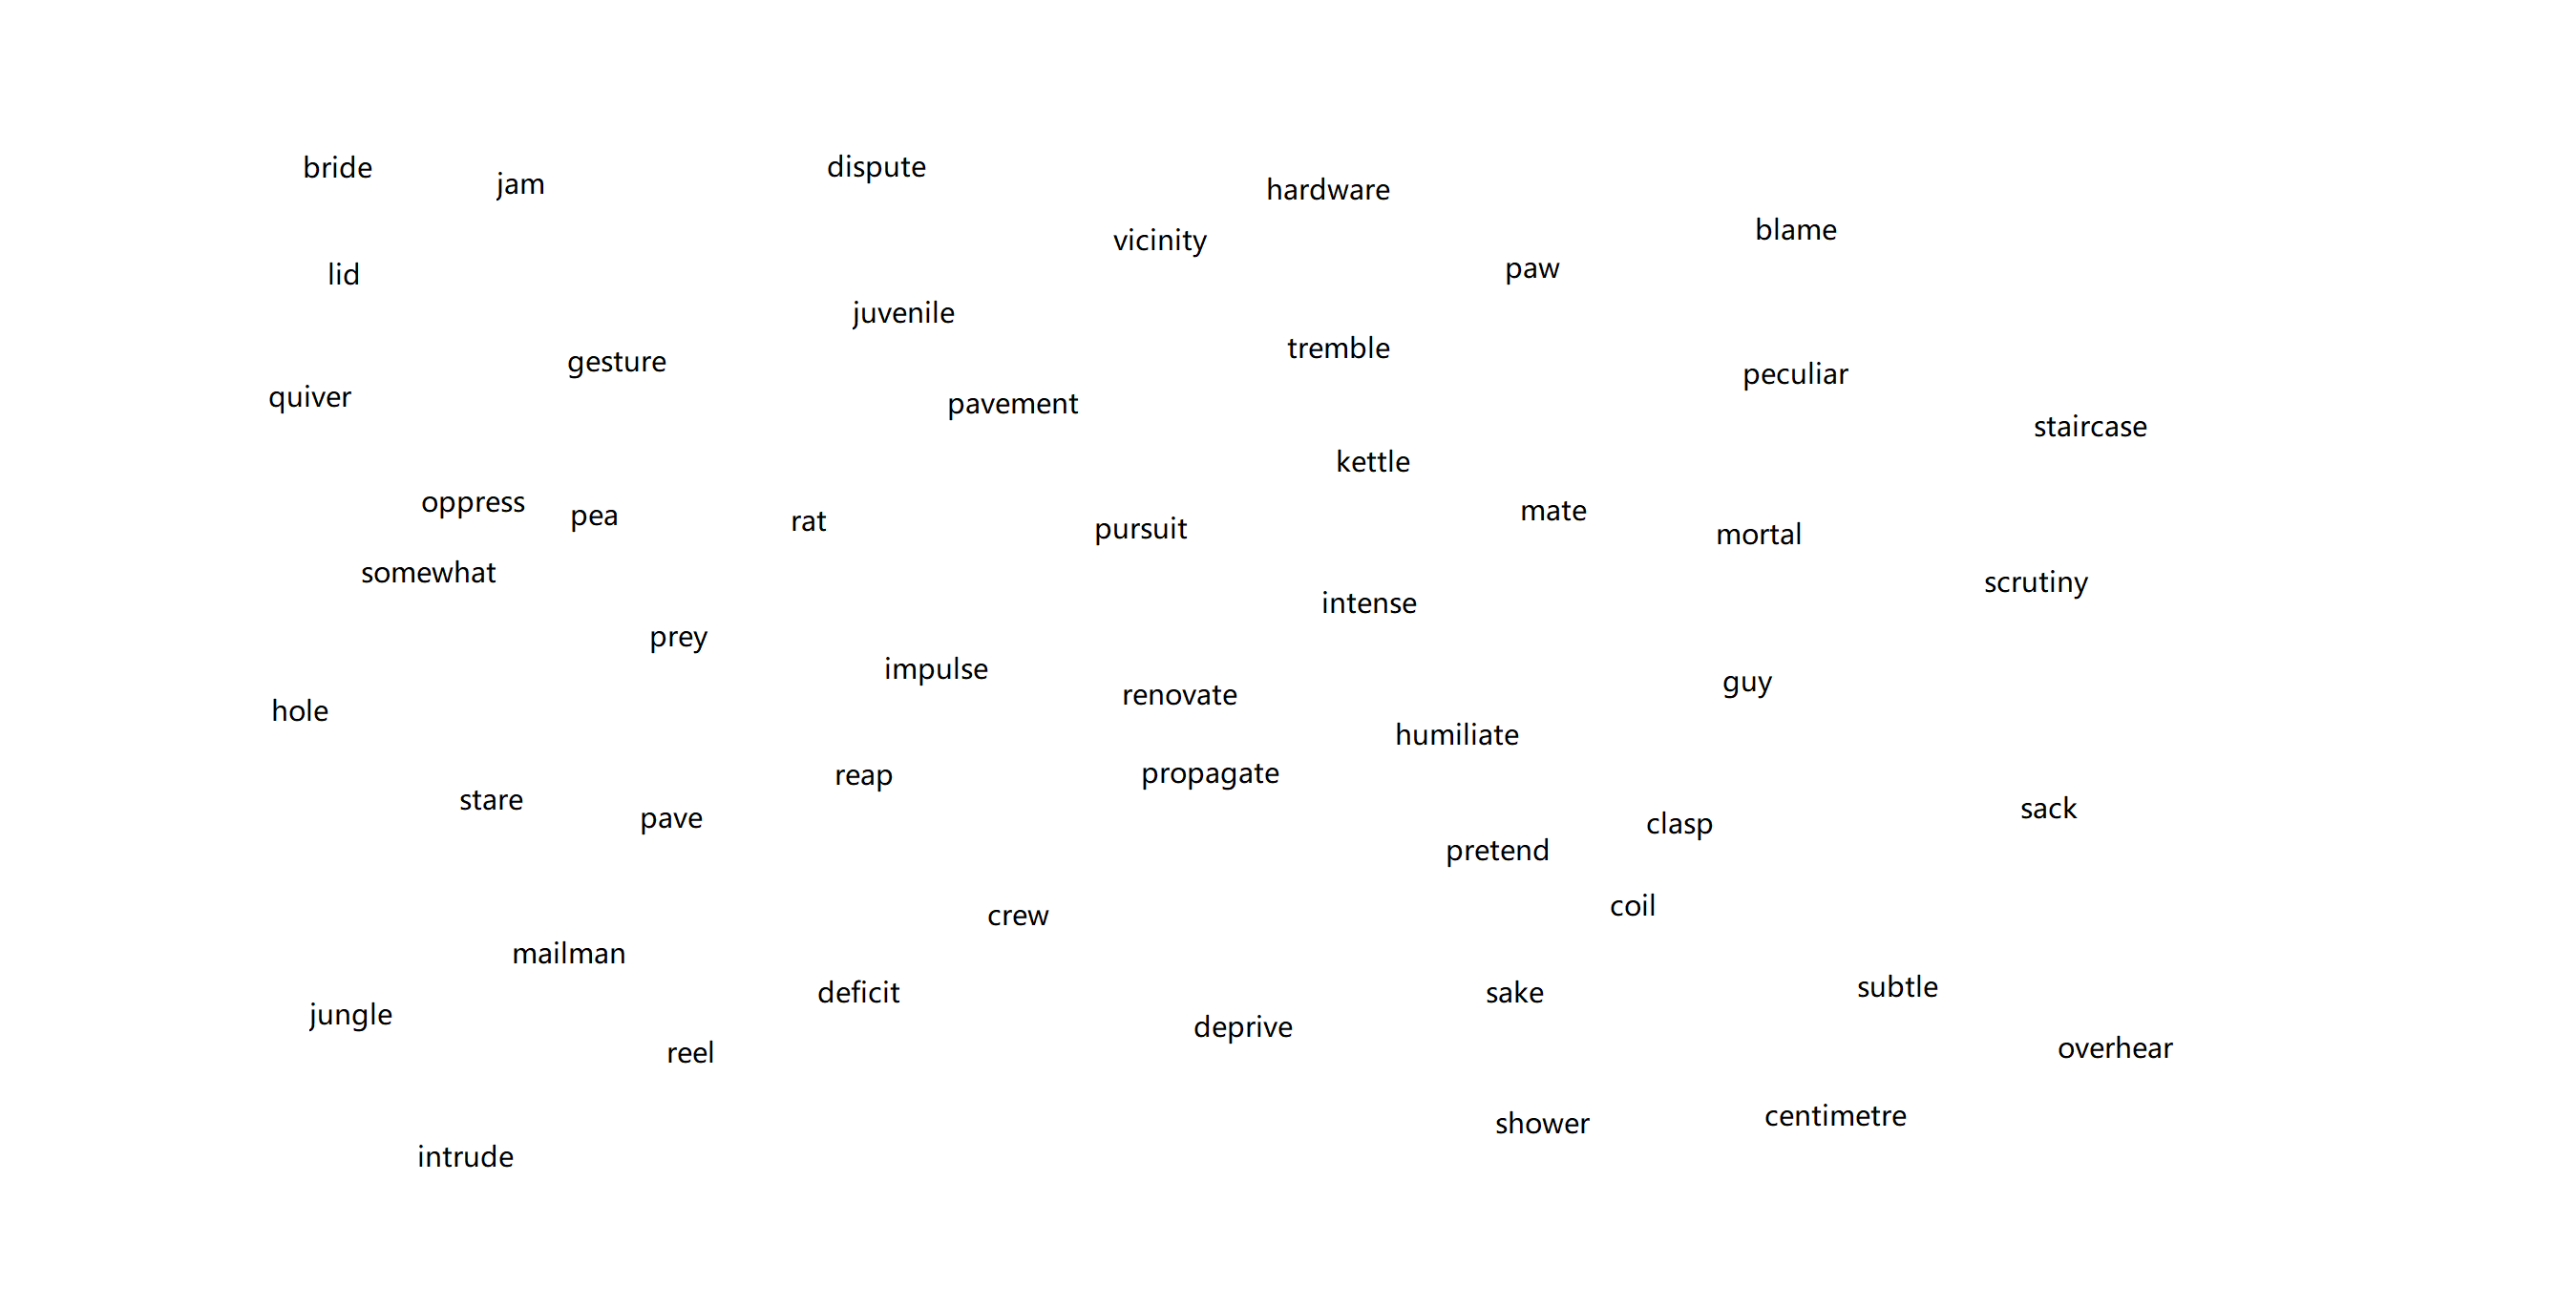 bride
jam
dispute
hardware
vicinity
blame
paw
lid
juvenile
tremble
gesture
peculiar
quiver
pavement
staircase
kettle
oppress
pea
rat
pursuit
mate
mortal
somewhat
scrutiny
intense
prey
impulse
renovate
guy
hole
humiliate
reap
propagate
stare
pave
clasp
sack
pretend
crew
coil
mailman
deficit
sake
subtle
jungle
deprive
reel
overhear
shower
centimetre
intrude